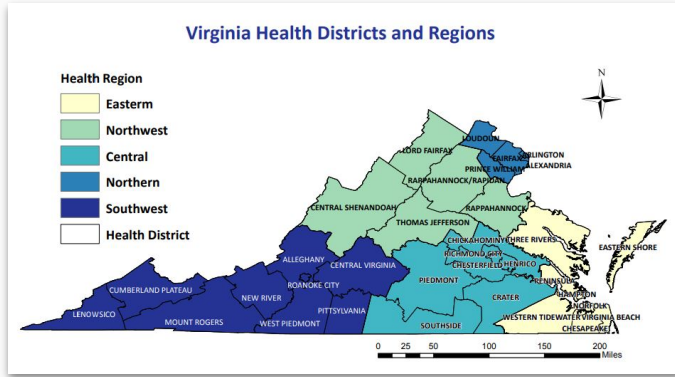 Virginia Health Districts and Regions
Health Region
Eastern
Northwest
Central
Northern
Southwest
Health District
N
LOUDOUN
LORD FAIRFAX
FAIRFAX
ARLINGTON
PRINCE WILLIAM
ALEXANDRIA
RAPPAHANNOCK/RAPIDAN
CENTRAL SHENANDOAH
RAPPAHANNOCK
THOMAS JEFFERSON
CHICKAHOMINY
THREE RIVERS
EASTERN SHORE
RICHMOND CITY
ALLEGHANY
CENTRAL VIRGINIA
CHESTERFIELD
HENRICO
ROANOKE CITY
PIEDMONT
PENINSULA
CUMBERLAND PLATEAU
NEW RIVER
CRATER
HAMPTON
NORFOLK
LENOWSICO
PITTSYLVANIA
WESTERN TIDEWATER
VIRGINIA BEACH
MOUNT ROGERS
WEST PIEDMONT
SOUTHSIDE
CHESAPEAKE
0 25 50 100 150 200
Miles